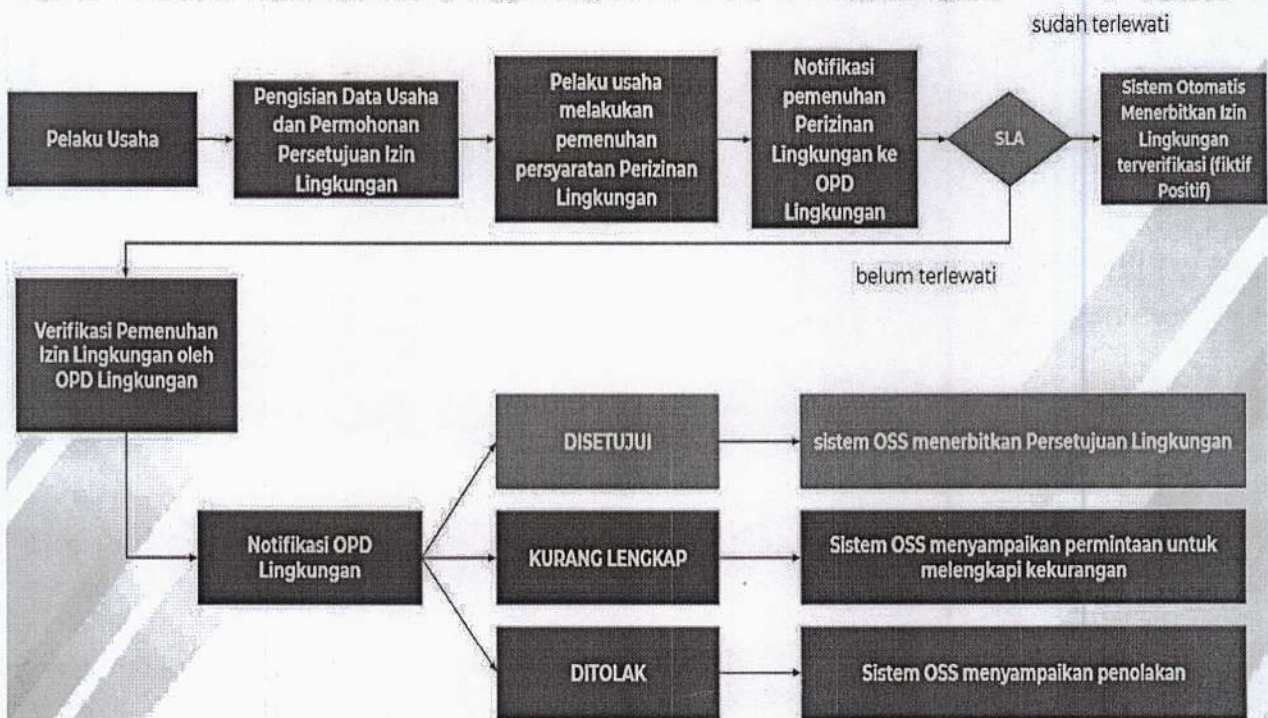 sudah terlewati
Pelaku Usaha
Pengisian Data Usaha
dan Permohonan
Persetujuan Izin
Lingkungan
Pelaku usaha
melakukan
pemenuhan
persyaratan Perizinan
Lingkungan
Notifikasi
pemenuhan
Perizinan
Lingkungan ke
OPD
Lingkungan
SLA
Sistem Otomatis
Menerbitkan Izin
Lingkungan
terverifikasi (fiktif
Positif)
belum terlewati
Verifikasi Pemenuhan
Izin Lingkungan oleh
OPD Lingkungan
Notifikasi OPD
Lingkungan
DISETUJUI
sistem OSS menerbitkan Persetujuan Lingkungan
KURANG LENGKAP
Sistem OSS menyampaikan permintaan untuk
melengkapi kekurangan
DITOLAK
Sistem OSS menyampaikan penolakan